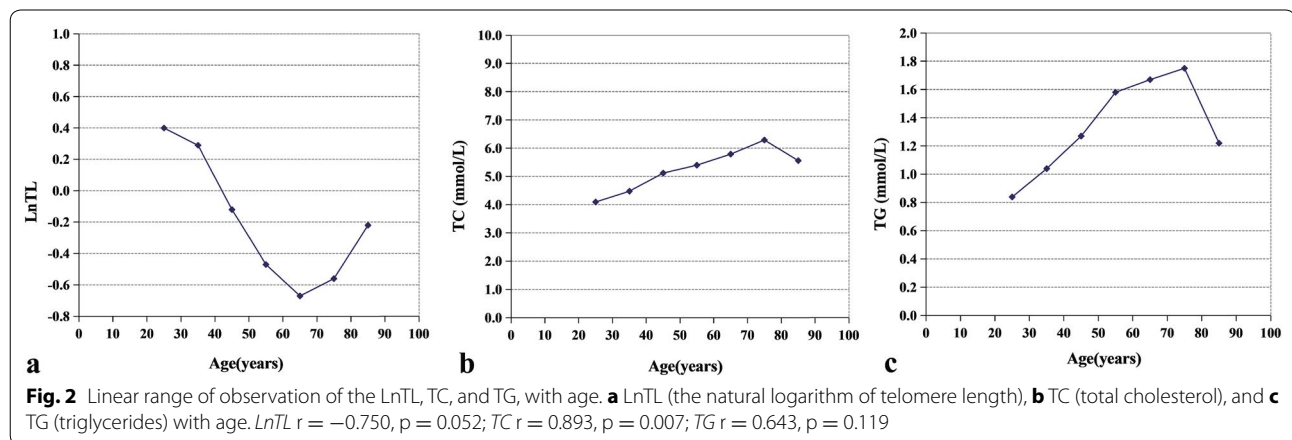 1.0
0.8
0.6
0.4
0.2
0.0
-0.2
-0.4
-0.6
-0.8
LnTL
0 10 20 30 40 50 60 70 80 90 100
Age(years)
a
10.0
9.0
8.0
7.0
6.0
5.0
4.0
3.0
2.0
1.0
0.0
TC (mmol/L)
0 10 20 30 40 50 60 70 80 90 100
Age(years)
b
2.0
1.8
1.6
1.4
1.2
1.0
0.8
0.6
0.4
0.2
0.0
TG (mmol/L)
0 10 20 30 40 50 60 70 80 90 100
Age(years)
c
Fig. 2 Linear range of observation of the LnTL, TC, and TG, with age. a LnTL (the natural logarithm of telomere length), b TC (total cholesterol), and c
TG (triglycerides) with age. LnTL r = −0.750, p = 0.052; TC r = 0.893, p = 0.007; TG r = 0.643, p = 0.119